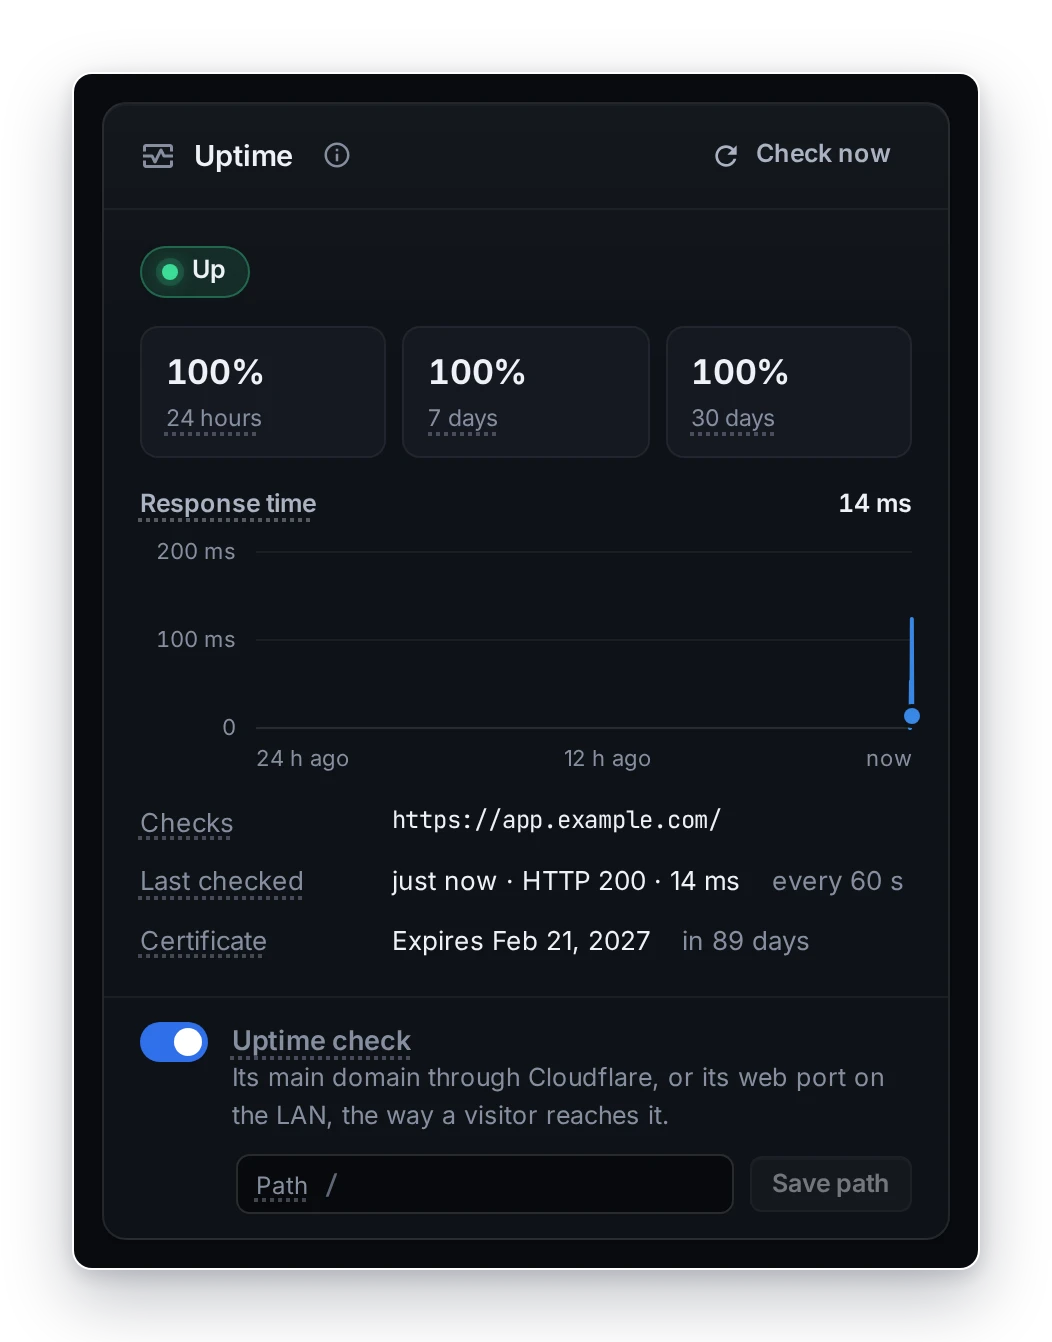 Uptime
Check now
Up
100%
24 hours
100%
7 days
100%
30 days
Response time
14 ms
200 ms
100 ms
0
24 h ago
12 h ago
now
Checks
https://app.example.com/
Last checked
just now · HTTP 200 · 14 ms
every 60 s
Certificate
Expires Feb 21, 2027
in 89 days
Uptime check
Its main domain through Cloudflare, or its web port on
the LAN, the way a visitor reaches it.
Path /
Save path